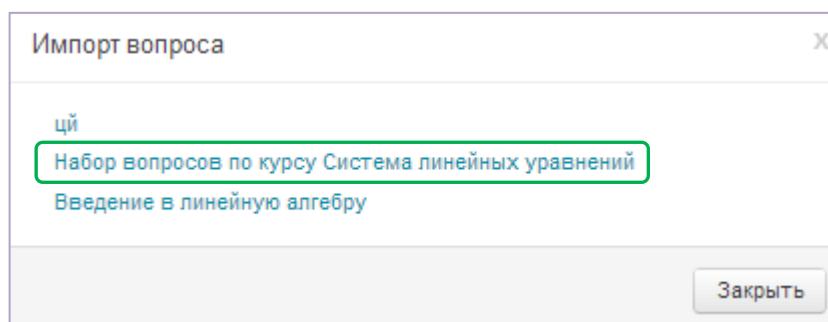 Импорт вопроса
X
цй
Набор вопросов по курсу Система линейных уравнений
Введение в линейную алгебру
Закрыть